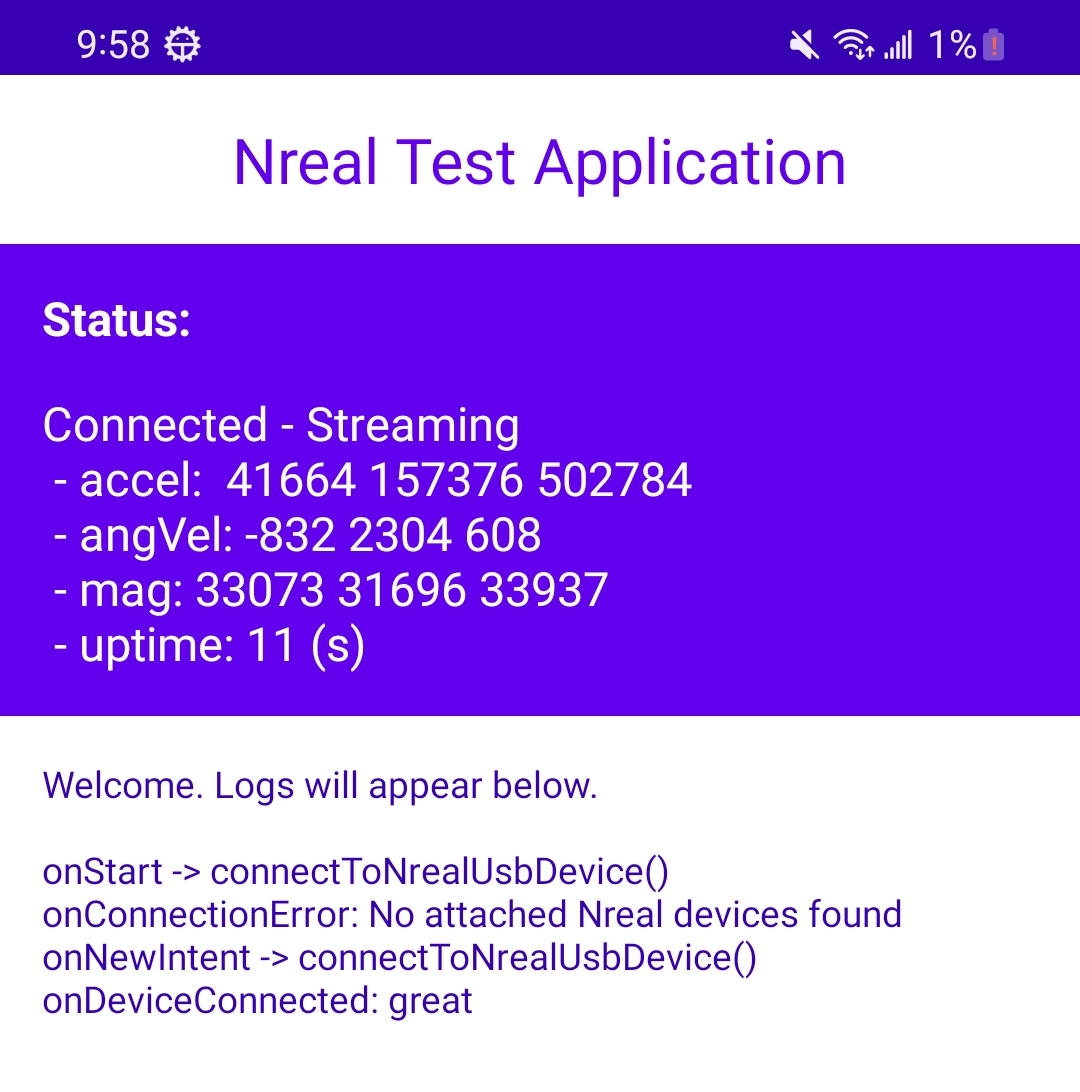 9:58 1%
Nreal Test Application
Status:
Connected - Streaming
- accel:  41664 157376 502784
- angVel: -832 2304 608
- mag: 33073 31696 33937
- uptime: 11 (s)
Welcome. Logs will appear below.
onStart -> connectToNrealUsbDevice()
onConnectionError: No attached Nreal devices found
onNewIntent -> connectToNrealUsbDevice()
onDeviceConnected: great